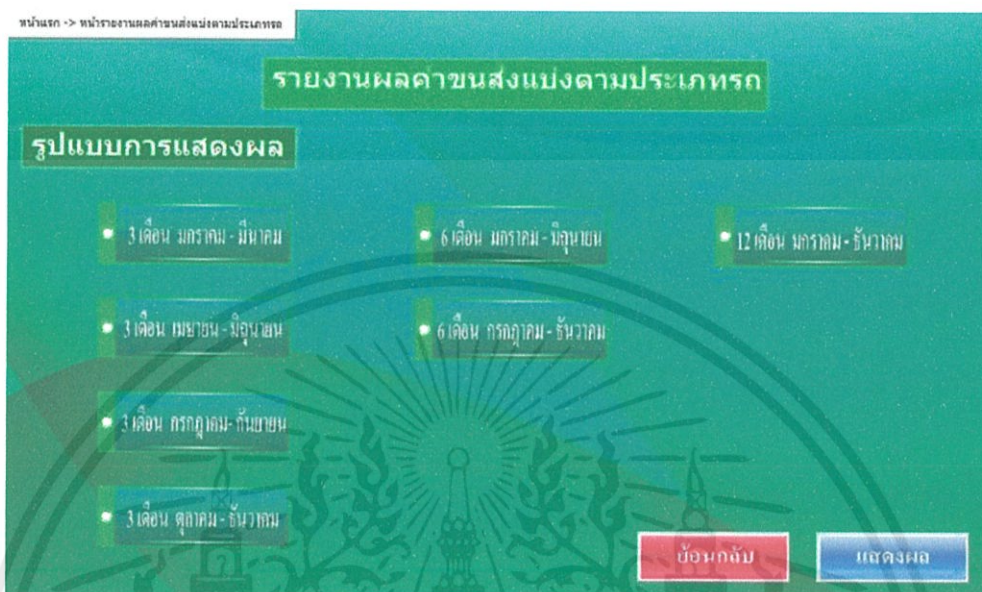 หน้าแรก -> หน้ารายงานผลค่าขนส่งแบ่งตามประเภทรถ
รายงานผลค่าขนส่งแบ่งตามประเภทรถ
รูปแบบการแสดงผล
3 เดือน มกราคม - มีนาคม
6 เดือน มกราคม - มิถุนายน
12 เดือน มกราคม - ธันวาคม
3 เดือน เมษายน - มิถุนายน
6 เดือน กรกฎาคม - ธันวาคม
3 เดือน กรกฎาคม- กันยายน
3 เดือน ตุลาคม - ธันวาคม
ย้อนกลับ
แสดงผล